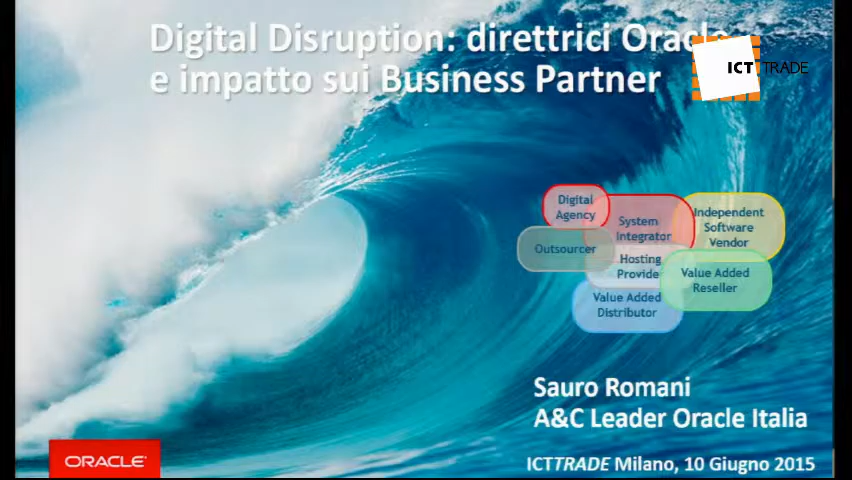 Digital Disruption: direttrici Oracle
e impatto sui Business Partner
ICT TRADE
Digital
Agency
System
Integrator
Independent
Software
Vendor
Outsourcer
Hosting
Provide
Value Added
Reseller
Value Added
Distributor
Sauro Romani
A&C Leader Oracle Italia
ORACLE
ICTTRADE Milano, 10 Giugno 2015